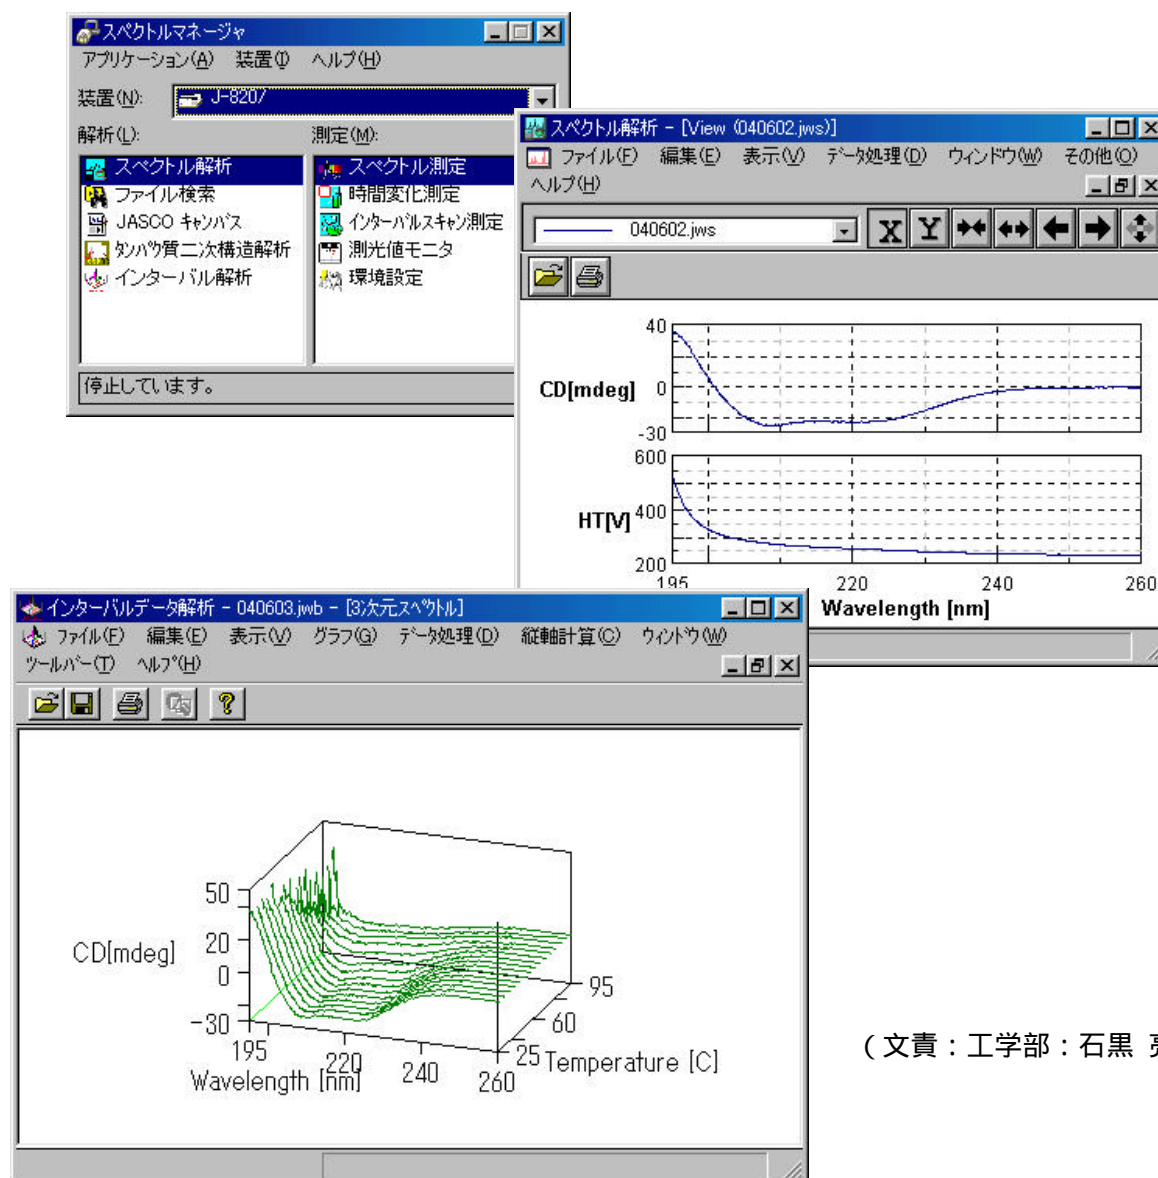 スペクトルマネージャ
アプリケーション(A) 装置(I) ヘルプ(H)
装置(N): J-820/
解析(L): 測定(M):
スペクトル解析 スペクトル測定
ファイル検索 時間変化測定
JASCO キャンバス インターバルスキャン測定
タンパク質二次構造解析 測光値モニタ
インターバル解析 環境設定
停止しています。
スペクトル解析 - [View (040602.jws)]
ファイル(F) 編集(E) 表示(V) データ処理(D) ウィンドウ(W) その他(O)
ヘルプ(H)
040602.jws X Y
40
CD[mdeg] 0
-30
600
HT[V] 400
200
195 220 240 260
Wavelength [nm]
インターバルデータ解析 - 040603.jwb - [3次元スペクトル]
ファイル(F) 編集(E) 表示(V) グラフ(G) データ処理(D) 縦軸計算(C) ウィンドウ(W)
ツールバー(T) ヘルプ(H)
50
CD[mdeg] 20
0
-30
195 220 240 260
Wavelength [nm]
95
60
25 Temperature [C]
(文責:工学部:石黒